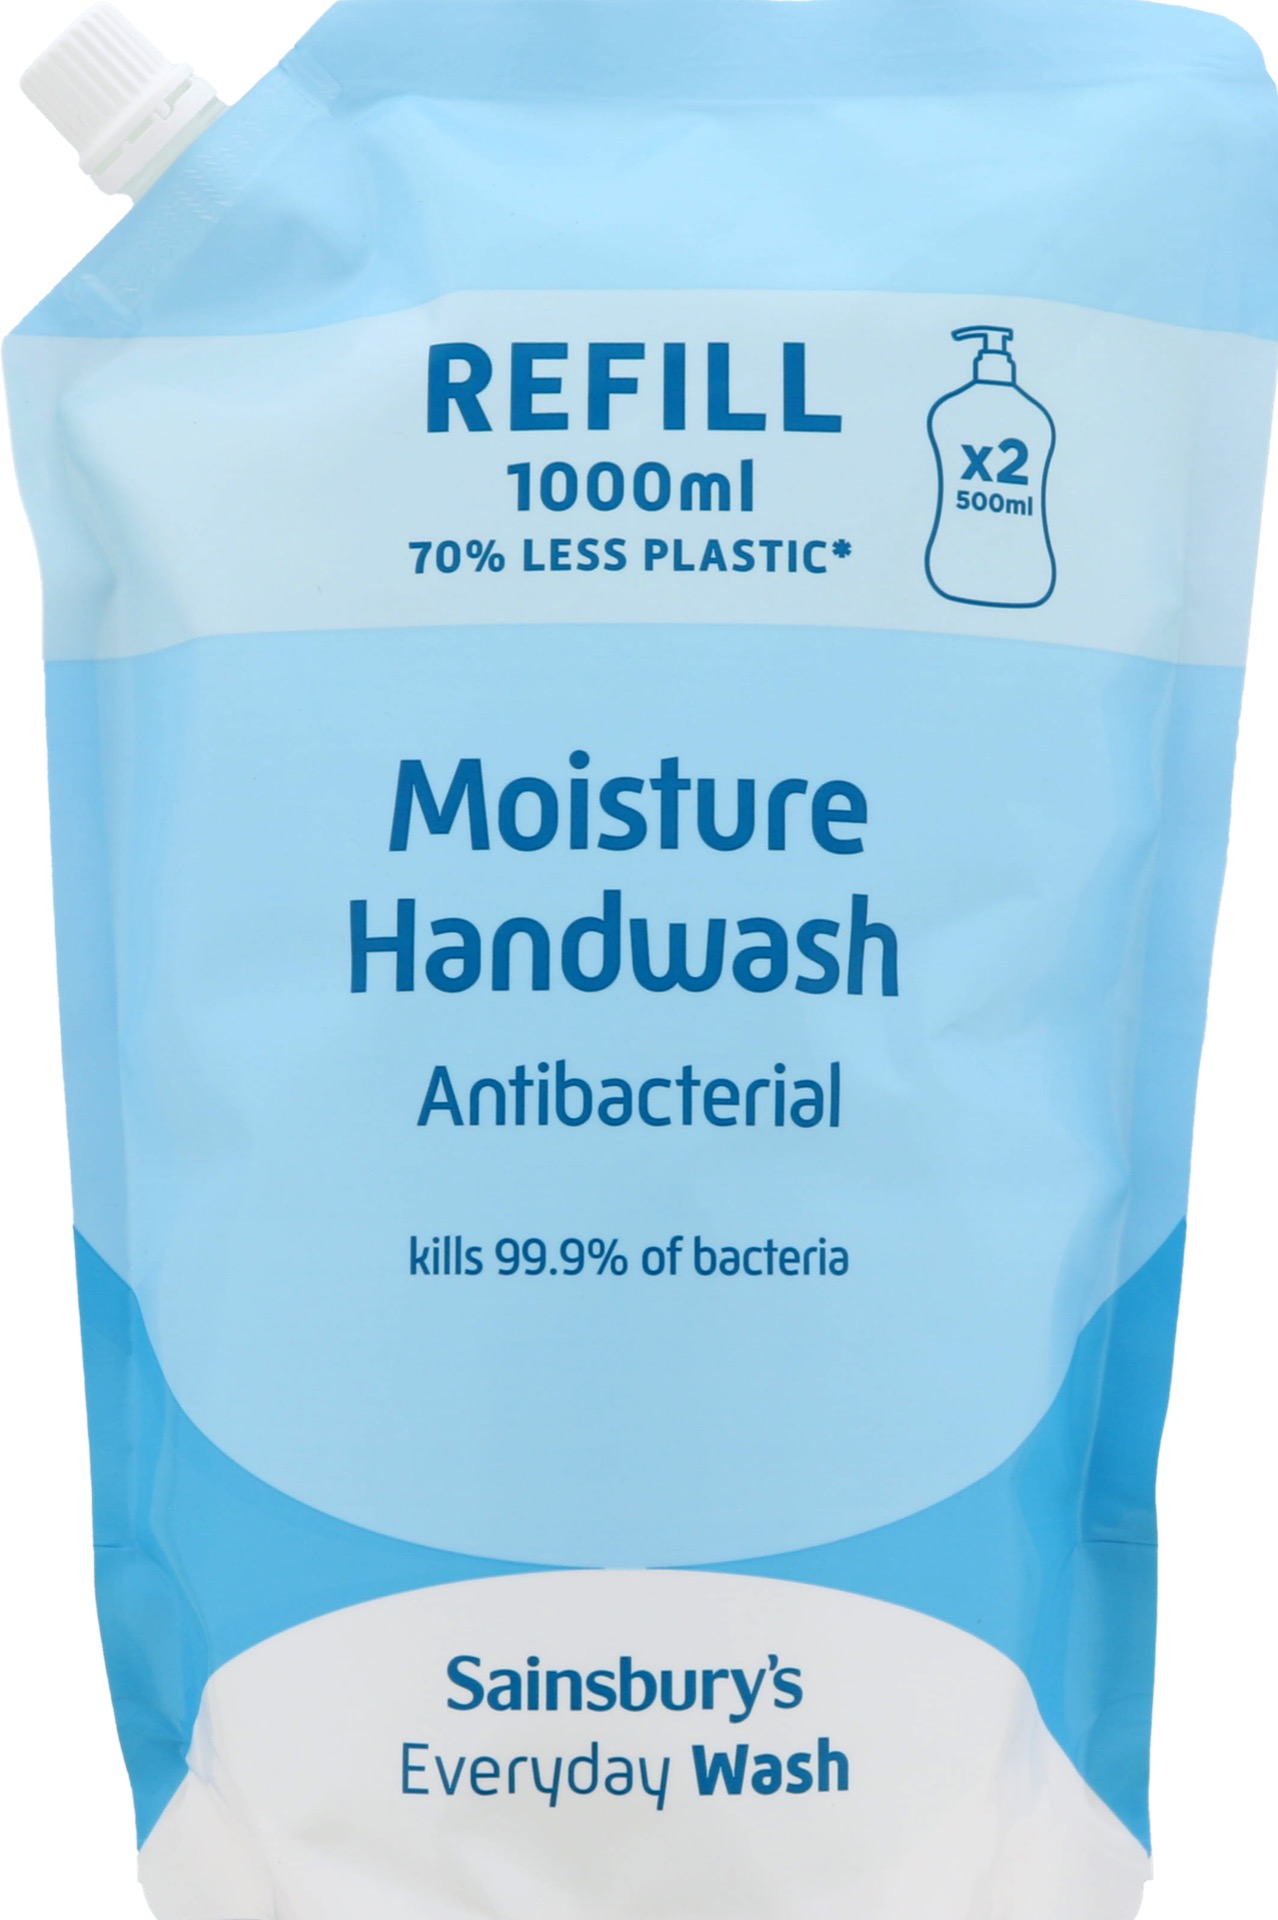 REFILL
1000ml
70% LESS PLASTIC*
x2
500ml
Moisture
Handwash
Antibacterial
kills 99.9% of bacteria
Sainsbury's
Everyday Wash